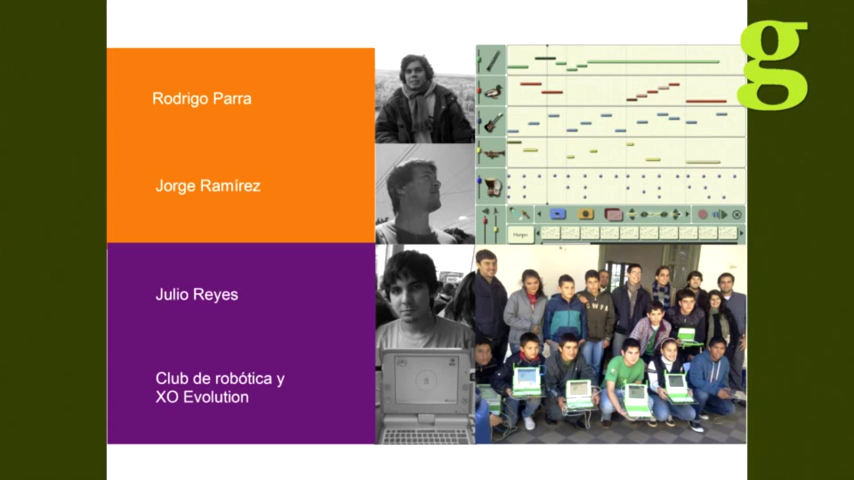 g
Rodrigo Parra
Jorge Ramírez
Julio Reyes
Club de robótica y
XO Evolution